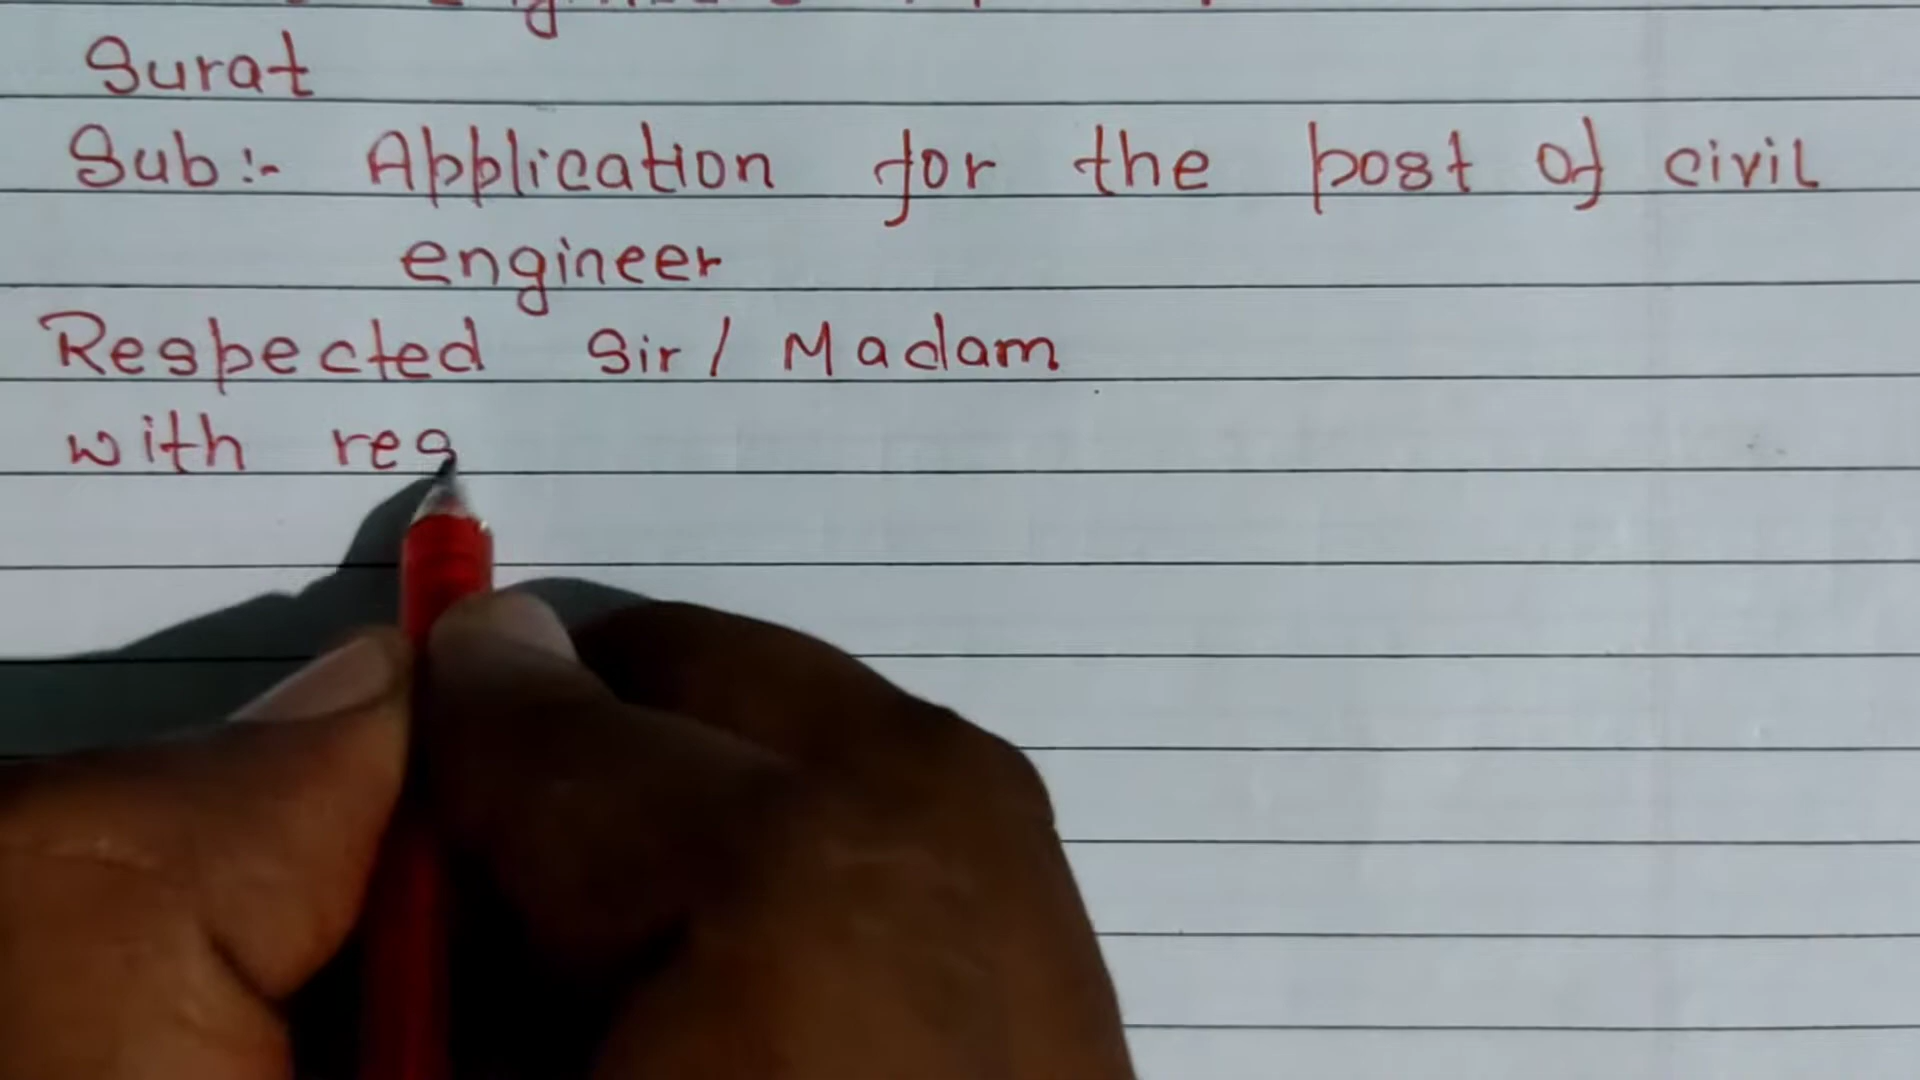 Surat
Sub:- Application for the post of civil
engineer
Respected Sir / Madam
with reg